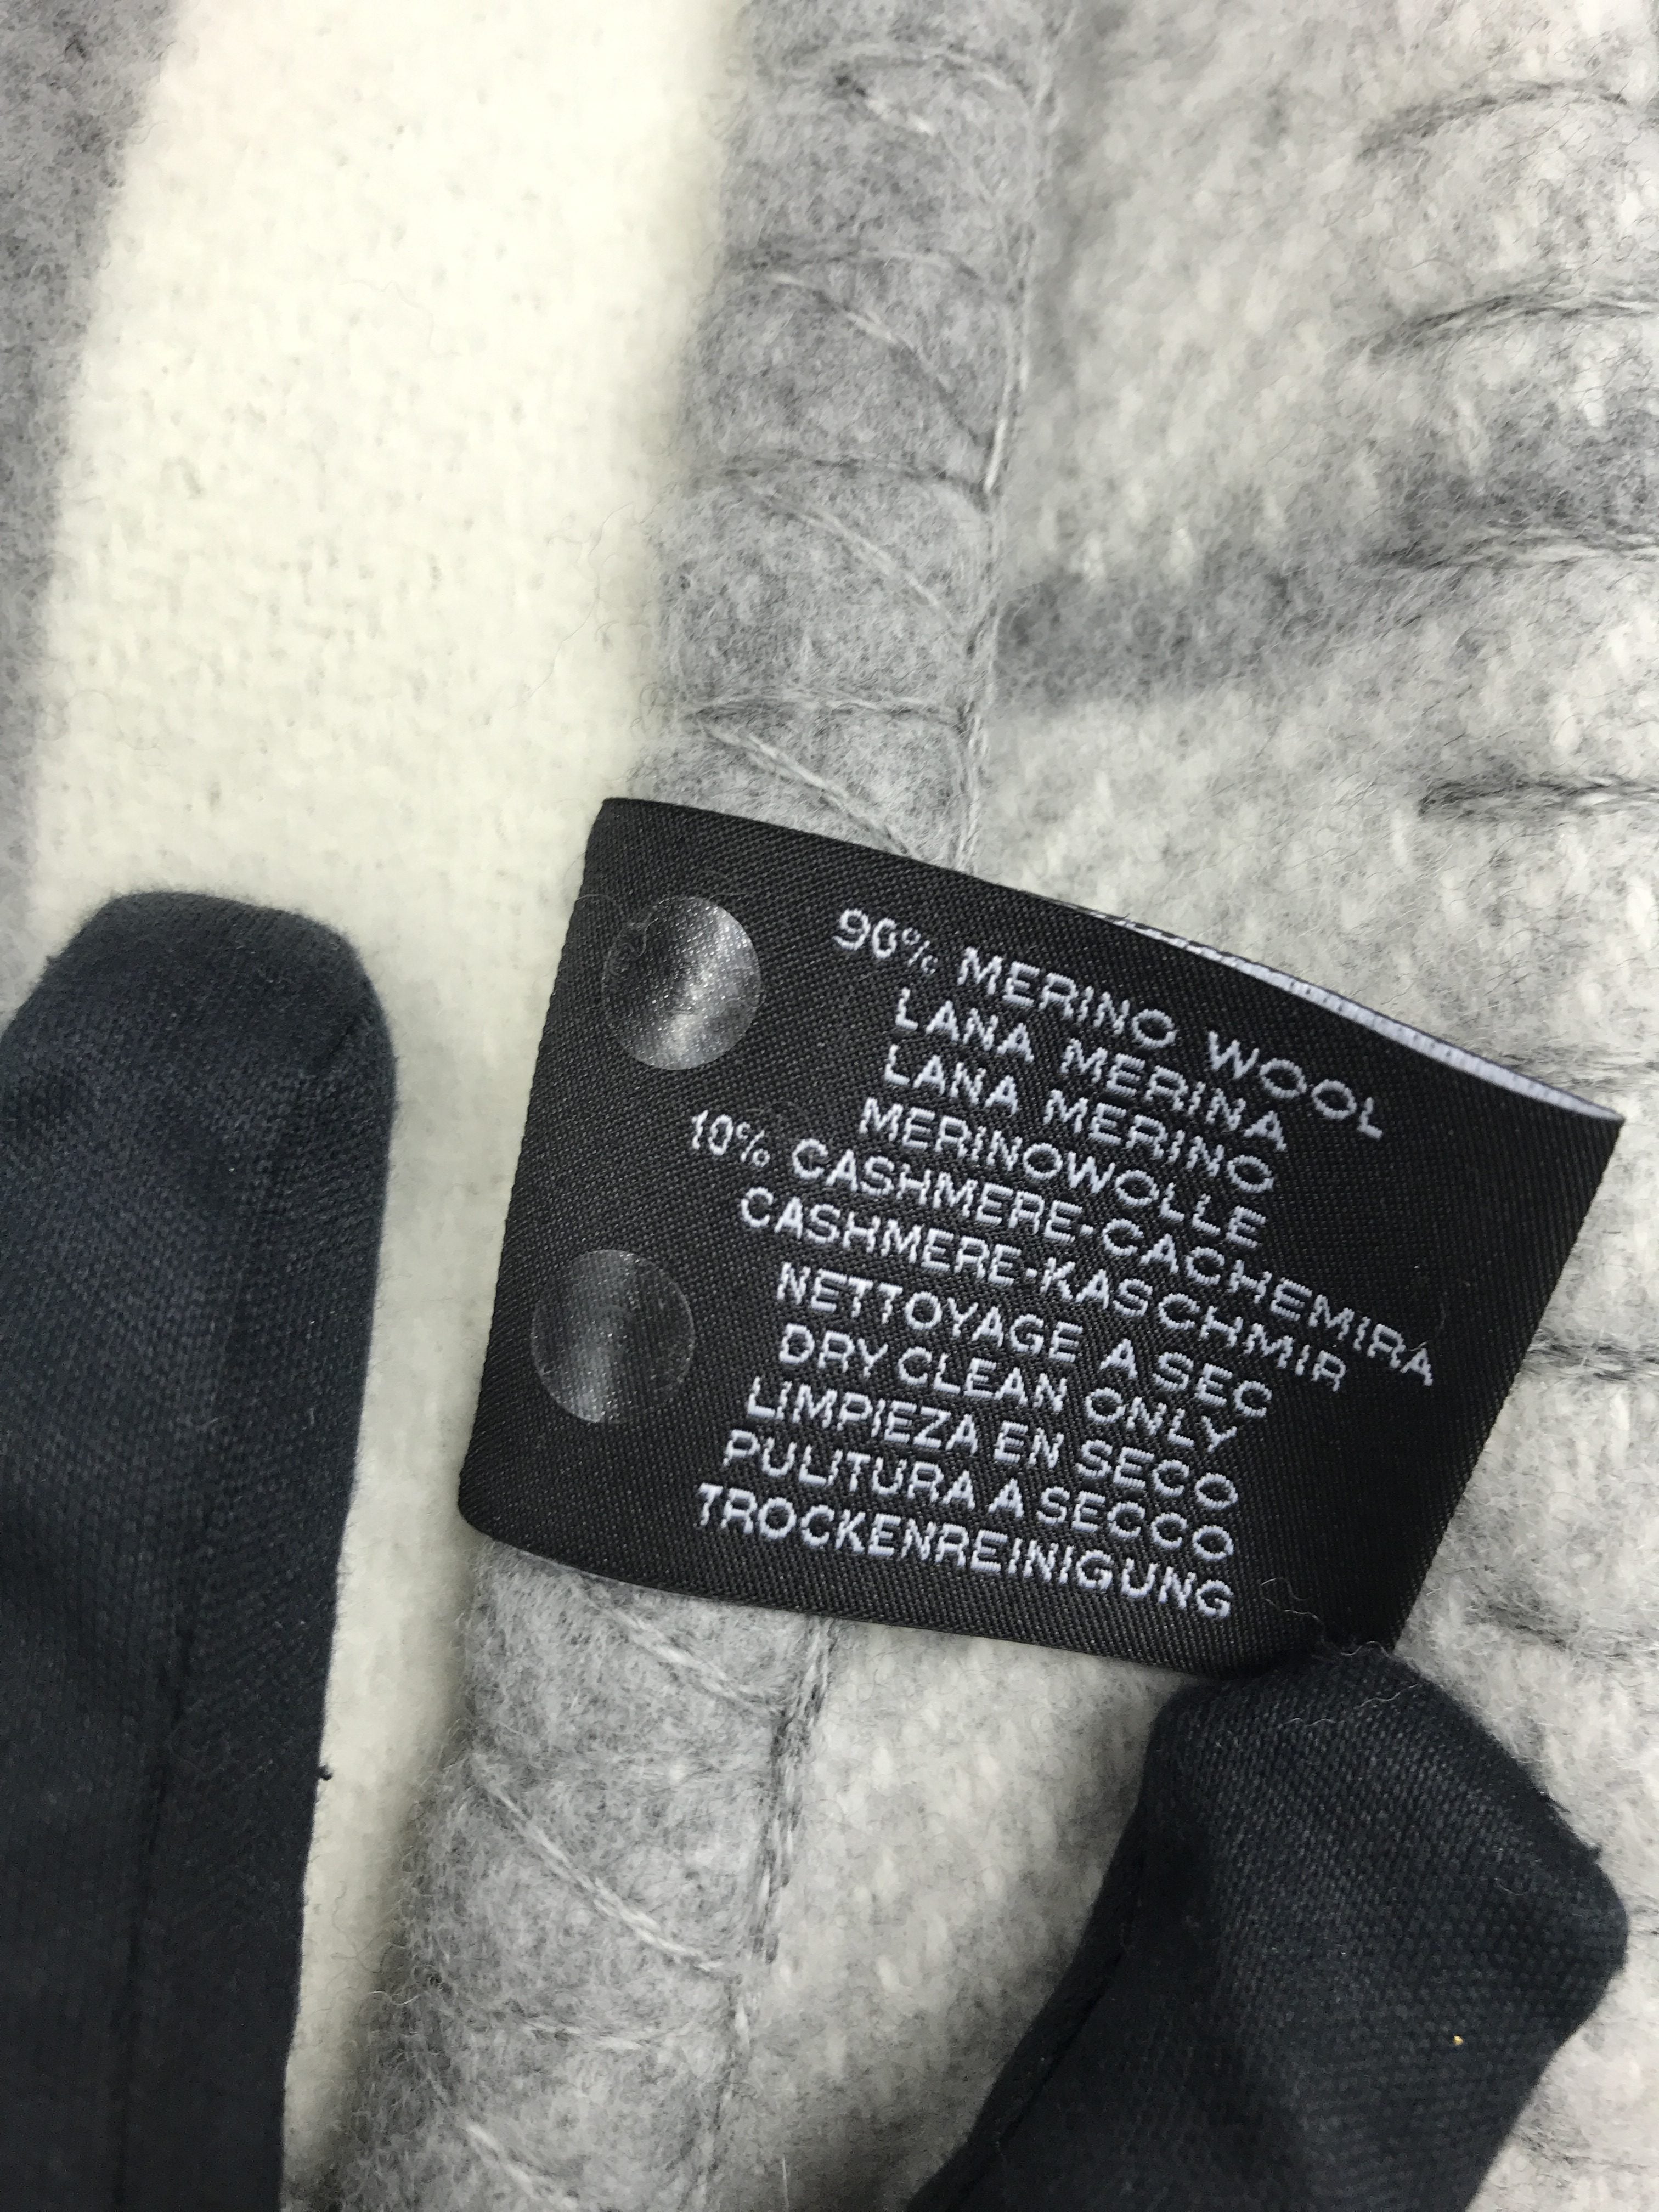 90% MERINO WOOL
LANA MERINA
LANA MERINO
MERINOWOLLE
10% CASHMERE-CACHEMIRA
CASHMERE-KASCHMIR
NETTOYAGE A SEC
DRY CLEAN ONLY
LIMPIEZA EN SECO
PULITURA A SECCO
TROCKENREINIGUNG